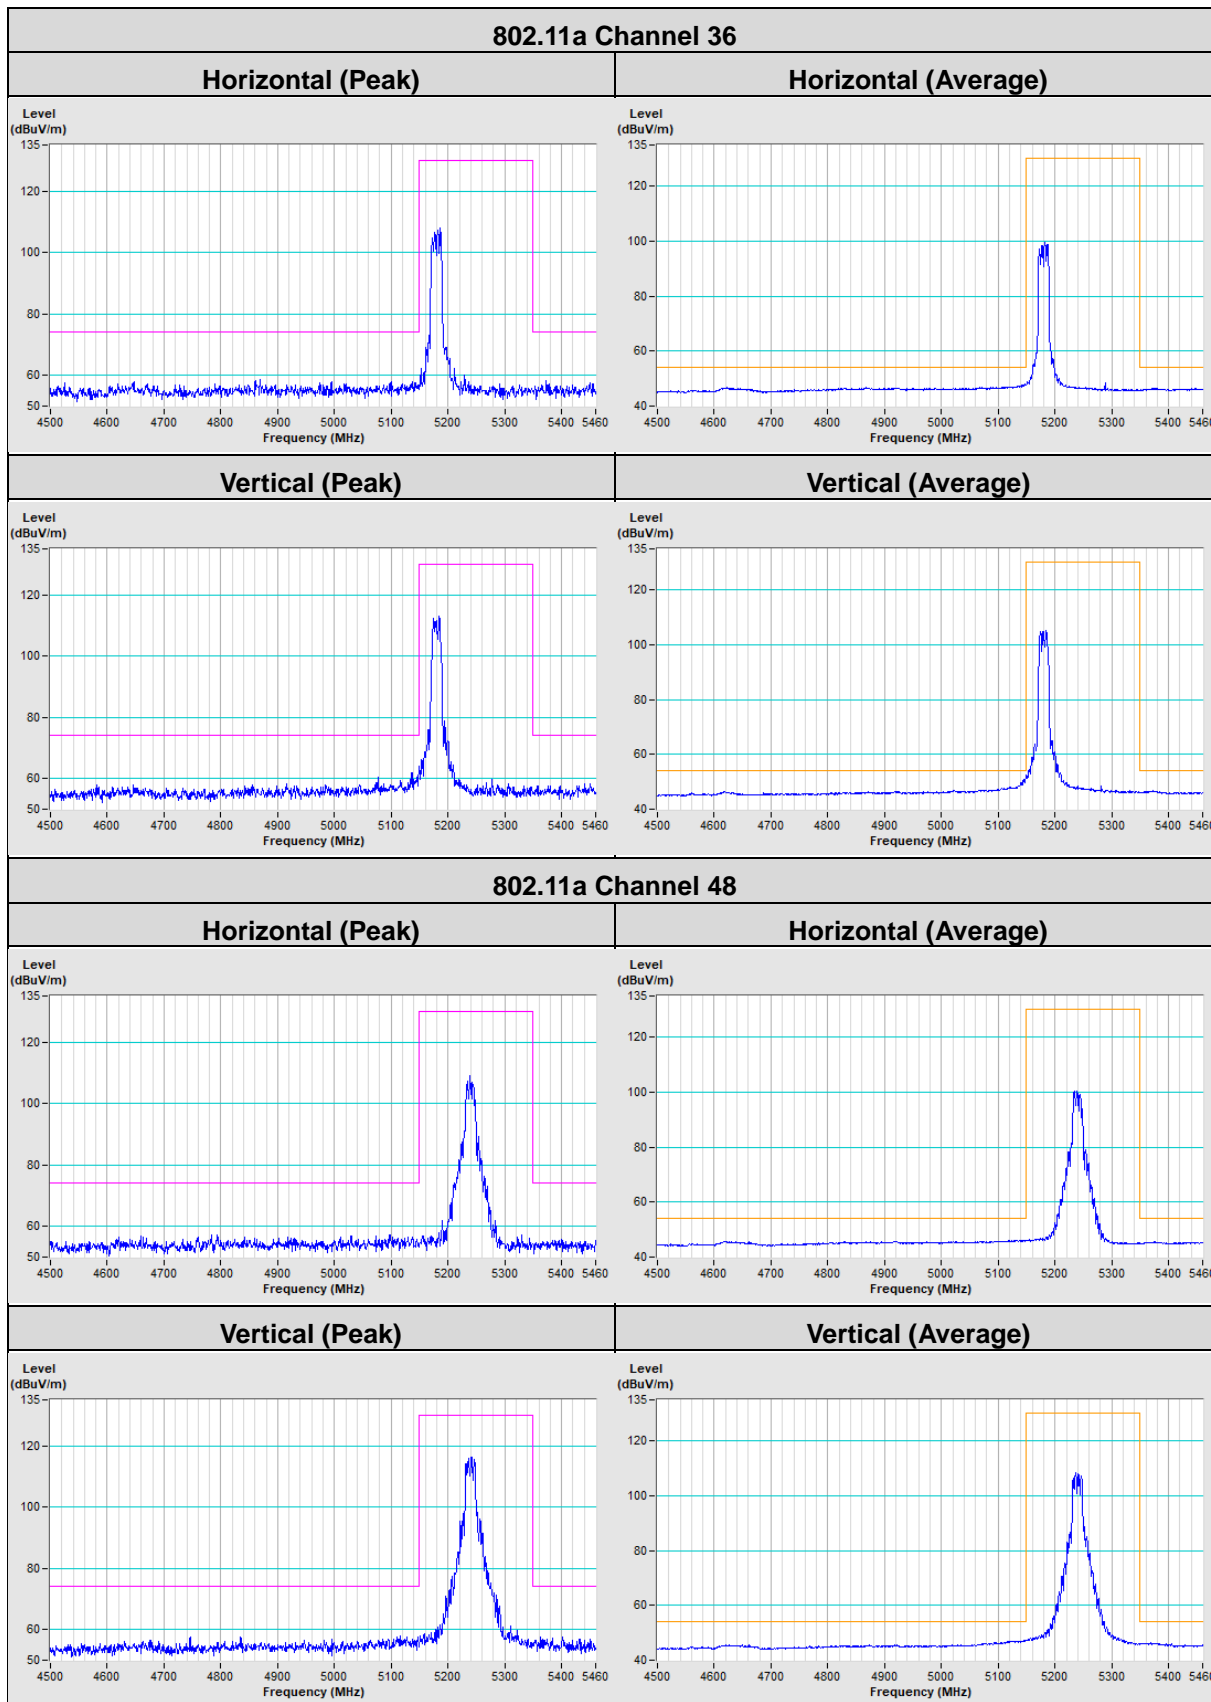 802.11a Channel 36
Horizontal (Peak) Horizontal (Average)
Level
(dBuV/m)
135
120
100
80
60
50
4500 4600 4700 4800 4900 5000 5100 5200 5300 5400 5460
Frequency (MHz)
Level
(dBuV/m)
135
120
100
80
60
40
4500 4600 4700 4800 4900 5000 5100 5200 5300 5400 5460
Frequency (MHz)
Vertical (Peak) Vertical (Average)
Level
(dBuV/m)
135
120
100
80
60
50
4500 4600 4700 4800 4900 5000 5100 5200 5300 5400 5460
Frequency (MHz)
Level
(dBuV/m)
135
120
100
80
60
40
4500 4600 4700 4800 4900 5000 5100 5200 5300 5400 5460
Frequency (MHz)
802.11a Channel 48
Horizontal (Peak) Horizontal (Average)
Level
(dBuV/m)
135
120
100
80
60
50
4500 4600 4700 4800 4900 5000 5100 5200 5300 5400 5460
Frequency (MHz)
Level
(dBuV/m)
135
120
100
80
60
40
4500 4600 4700 4800 4900 5000 5100 5200 5300 5400 5460
Frequency (MHz)
Vertical (Peak) Vertical (Average)
Level
(dBuV/m)
135
120
100
80
60
50
4500 4600 4700 4800 4900 5000 5100 5200 5300 5400 5460
Frequency (MHz)
Level
(dBuV/m)
135
120
100
80
60
40
4500 4600 4700 4800 4900 5000 5100 5200 5300 5400 5460
Frequency (MHz)